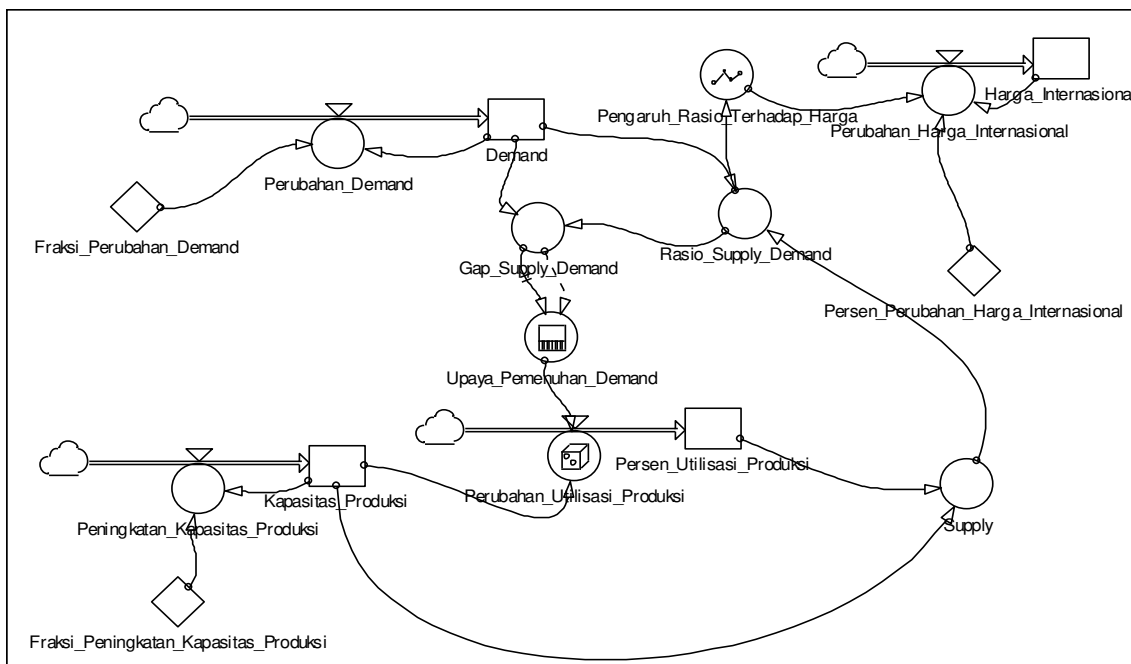 Harga_Internasional
Pengaruh_Rasio_Terhadap_Harga
Perubahan_Harga_Internasional
Demand
Perubahan_Demand
Fraksi_Perubahan_Demand
Rasio_Supply_Demand
Gap_Supply_Demand
Persen_Perubahan_Harga_Internasional
Upaya_Pemenuhan_Demand
Persen_Utilisasi_Produksi
Perubahan_Utilisasi_Produksi
Kapasitas_Produksi
Peningkatan_Kapasitas_Produksi
Supply
Fraksi_Peningkatan_Kapasitas_Produksi